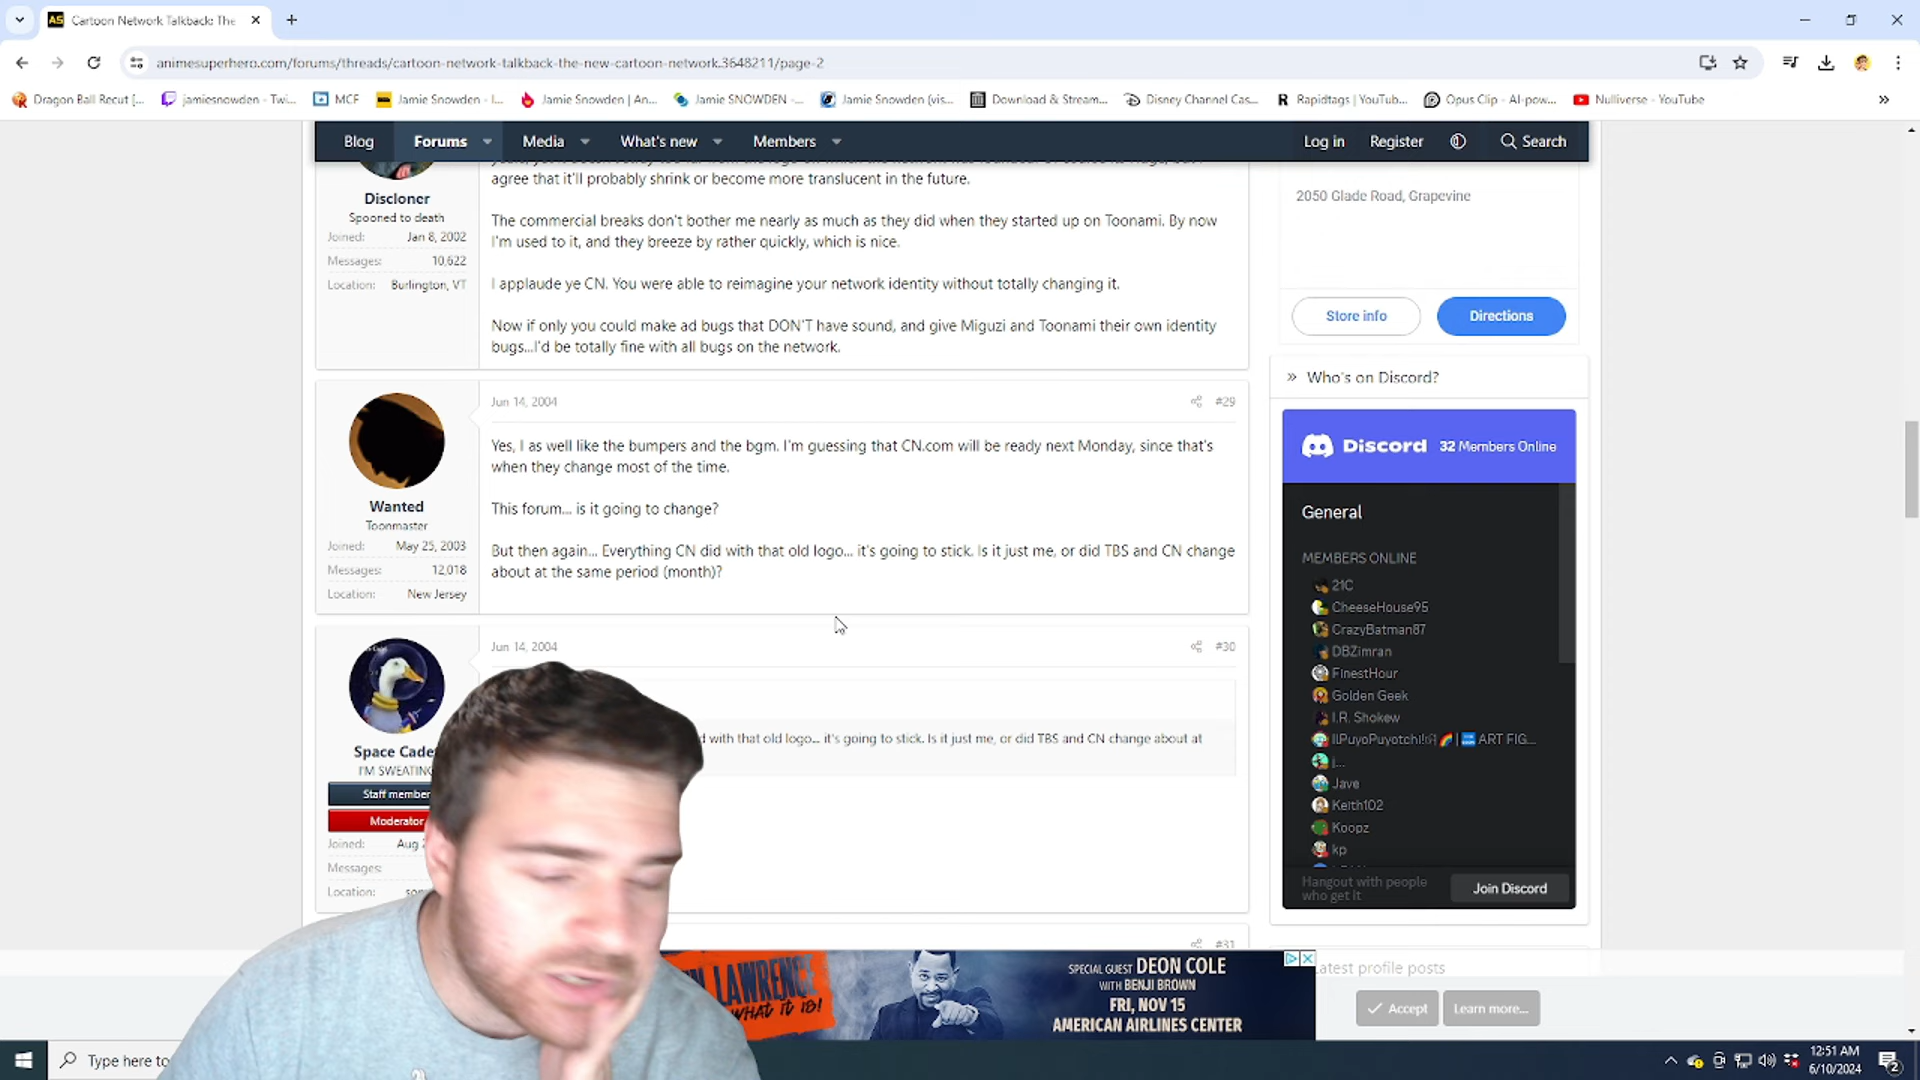 Cartoon Network Talkback: The
animesuperhero.com/forums/threads/cartoon-network-talkback-the-new-cartoon-network.3648211/page-2
Dragon Ball Recut [...
jamiesnowden - Twi...
MCF
Jamie Snowden - I...
Jamie Snowden | An...
Jamie SNOWDEN -...
Jamie Snowden (vis...
Download & Stream...
Disney Channel Cas...
Rapidtags | YouTub...
Opus Clip - AI-pow...
Nulliverse - YouTube
Blog
Forums
Media
What's new
Members
Log in
Register
Search
agree that it'll probably shrink or become more translucent in the future.
Discloner
Spooned to death
Joined: Jan 8, 2002
Messages: 10,622
Location: Burlington, VT
The commercial breaks don't bother me nearly as much as they did when they started up on Toonami. By now
I'm used to it, and they breeze by rather quickly, which is nice.
I applaude ye CN. You were able to reimagine your network identity without totally changing it.
Now if only you could make ad bugs that DON'T have sound, and give Miguzi and Toonami their own identity
bugs...I'd be totally fine with all bugs on the network.
Jun 14, 2004
#29
Wanted
Toonmaster
Joined: May 25, 2003
Messages: 12,018
Location: New Jersey
Yes, I as well like the bumpers and the bgm. I'm guessing that CN.com will be ready next Monday, since that's
when they change most of the time.
This forum... is it going to change?
But then again... Everything CN did with that old logo... it's going to stick. Is it just me, or did TBS and CN change
about at the same period (month)?
Jun 14, 2004
#30
Space Cade
I'M SWEATING
Staff member
Moderator
Joined: Aug
Messages:
Location:
with that old logo... it's going to stick. Is it just me, or did TBS and CN change about at
#31
2050 Glade Road, Grapevine
Store info
Directions
Who's on Discord?
Discord
32 Members Online
General
MEMBERS ONLINE
21C
CheeseHouse95
CrazyBatman87
DBZimran
FinestHour
Golden Geek
I.R. Shokew
ART FIG...
j...
Jave
Keith102
Koopz
kp
Hangout with people
who get it
Join Discord
Latest profile posts
Accept
Learn more...
LAWRENCE
WHAT IT IS!
SPECIAL GUEST DEON COLE
WITH BENJI BROWN
FRI, NOV 15
AMERICAN AIRLINES CENTER
Type here to
12:51 AM
6/10/2024
2